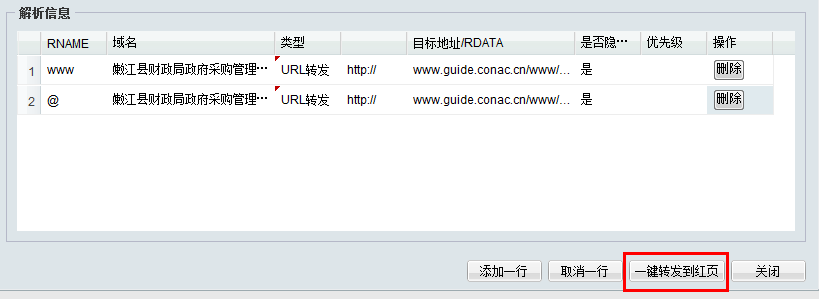 解析信息
RNAME 域名 类型 目标地址/RDATA 是否隐… 优先级 操作
1 www 嫩江县财政局政府采购管理… URL转发 http:// www.guide.conac.cn/www/... 是 删除
2 @ 嫩江县财政局政府采购管理… URL转发 http:// www.guide.conac.cn/www/... 是 删除
添加一行 取消一行 一键转发到红页 关闭